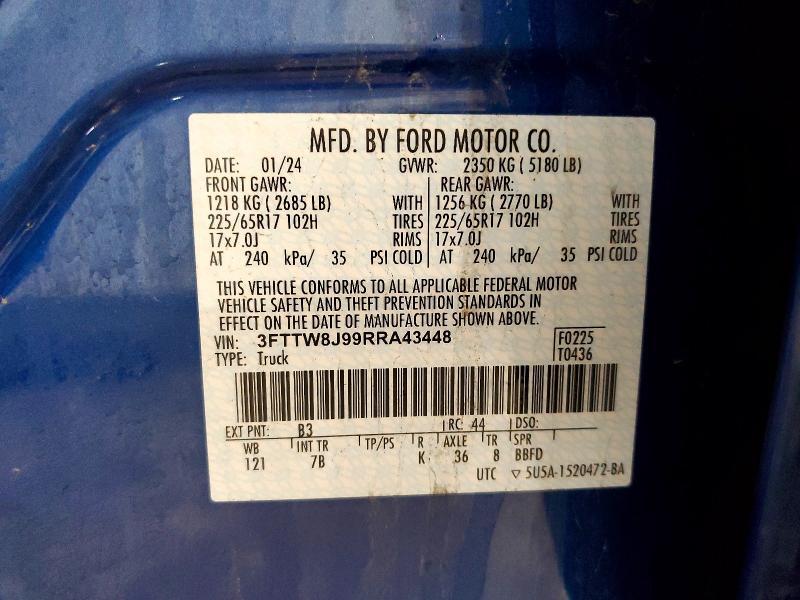 MFD. BY FORD MOTOR CO.
DATE: 01/24 GVWR: 2350 KG ( 5180 LB)
FRONT GAWR: REAR GAWR:
1218 KG ( 2685 LB) WITH 1256 KG ( 2770 LB) WITH
225/65R17 102H TIRES 225/65R17 102H TIRES
17x7.0J RIMS 17x7.0J RIMS
AT 240 kPa/ 35 PSI COLD AT 240 kPa/ 35 PSI COLD
THIS VEHICLE CONFORMS TO ALL APPLICABLE FEDERAL MOTOR
VEHICLE SAFETY AND THEFT PREVENTION STANDARDS IN
EFFECT ON THE DATE OF MANUFACTURE SHOWN ABOVE.
VIN: 3FTTW8J99RRA43448 F0225
TYPE: Truck T0436
EXT PNT: B3 RC: 44 DSO:
WB INT TR TP/PS R AXLE TR SPR
121 7B K 36 8 BBFD
UTC ▽ 5U5A-1520472-BA